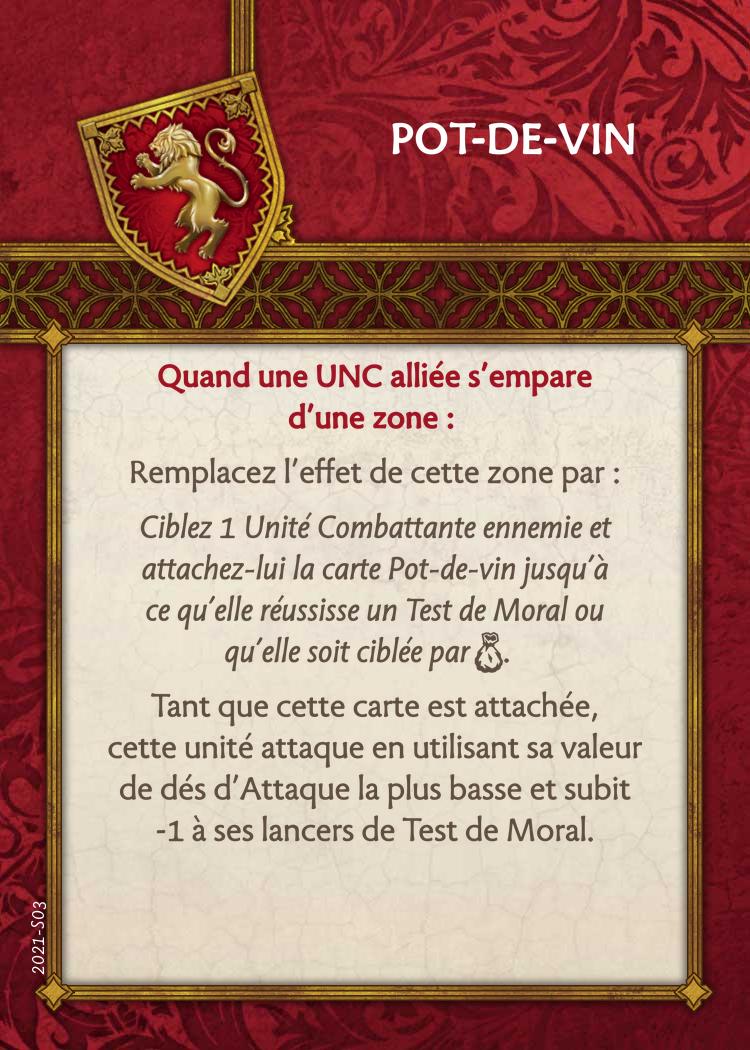 POT-DE-VIN
Quand une UNC alliée s'empare
d'une zone :
Remplacez l'effet de cette zone par :
Ciblez 1 Unité Combattante ennemie et
attachez-lui la carte Pot-de-vin jusqu'à
ce qu'elle réussisse un Test de Moral ou
qu'elle soit ciblée par .
Tant que cette carte est attachée,
cette unité attaque en utilisant sa valeur
de dés d'Attaque la plus basse et subit
-1 à ses lancers de Test de Moral.
2021-S03